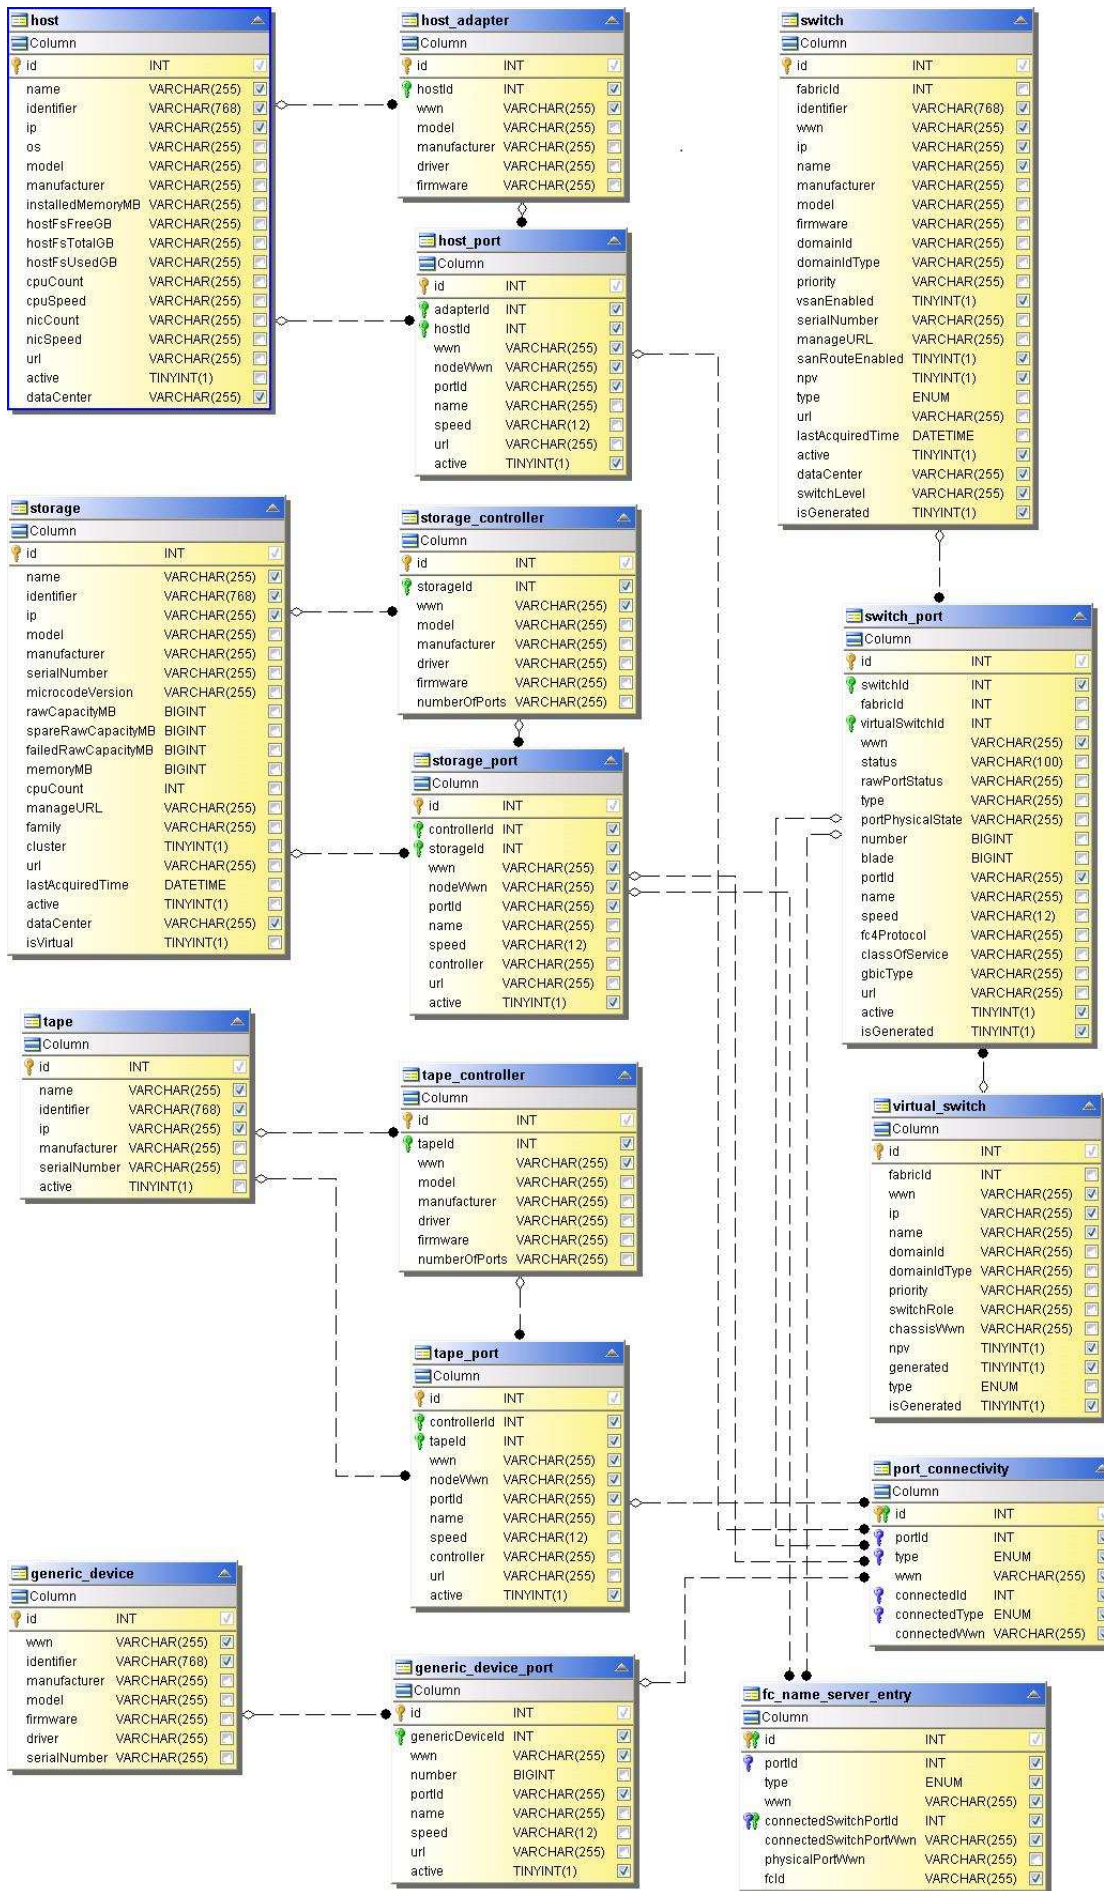 host
Column
id INT
name VARCHAR(255)
identifier VARCHAR(768)
ip VARCHAR(255)
os VARCHAR(255)
model VARCHAR(255)
manufacturer VARCHAR(255)
installedMemoryMB VARCHAR(255)
hostFsFreeGB VARCHAR(255)
hostFsTotalGB VARCHAR(255)
hostFsUsedGB VARCHAR(255)
cpuCount VARCHAR(255)
cpuSpeed VARCHAR(255)
nicCount VARCHAR(255)
nicSpeed VARCHAR(255)
url VARCHAR(255)
active TINYINT(1)
dataCenter VARCHAR(255)
host_adapter
Column
id INT
hostId INT
wwn VARCHAR(255)
model VARCHAR(255)
manufacturer VARCHAR(255)
driver VARCHAR(255)
firmware VARCHAR(255)
host_port
Column
id INT
adapterId INT
hostId INT
wwn VARCHAR(255)
nodeWwn VARCHAR(255)
portId VARCHAR(255)
name VARCHAR(255)
speed VARCHAR(12)
url VARCHAR(255)
active TINYINT(1)
switch
Column
id INT
fabricId INT
identifier VARCHAR(768)
wwn VARCHAR(255)
ip VARCHAR(255)
name VARCHAR(255)
manufacturer VARCHAR(255)
model VARCHAR(255)
firmware VARCHAR(255)
domainId VARCHAR(255)
domainIdType VARCHAR(255)
priority VARCHAR(255)
vsanEnabled TINYINT(1)
serialNumber VARCHAR(255)
manageURL VARCHAR(255)
sanRouteEnabled TINYINT(1)
npv TINYINT(1)
type ENUM
url VARCHAR(255)
lastAcquiredTime DATETIME
active TINYINT(1)
dataCenter VARCHAR(255)
switchLevel VARCHAR(255)
isGenerated TINYINT(1)
storage
Column
id INT
name VARCHAR(255)
identifier VARCHAR(768)
ip VARCHAR(255)
model VARCHAR(255)
manufacturer VARCHAR(255)
serialNumber VARCHAR(255)
microcodeVersion VARCHAR(255)
rawCapacityMB BIGINT
spareRawCapacityMB BIGINT
failedRawCapacityMB BIGINT
memoryMB BIGINT
cpuCount INT
manageURL VARCHAR(255)
family VARCHAR(255)
cluster TINYINT(1)
url VARCHAR(255)
lastAcquiredTime DATETIME
active TINYINT(1)
dataCenter VARCHAR(255)
isVirtual TINYINT(1)
storage_controller
Column
id INT
storageId INT
wwn VARCHAR(255)
model VARCHAR(255)
manufacturer VARCHAR(255)
driver VARCHAR(255)
firmware VARCHAR(255)
numberOfPorts VARCHAR(255)
storage_port
Column
id INT
controllerId INT
storageId INT
wwn VARCHAR(255)
nodeWwn VARCHAR(255)
portId VARCHAR(255)
name VARCHAR(255)
speed VARCHAR(12)
controller VARCHAR(255)
url VARCHAR(255)
active TINYINT(1)
switch_port
Column
id INT
switchId INT
fabricId INT
virtualSwitchId INT
wwn VARCHAR(255)
status VARCHAR(100)
rawPortStatus VARCHAR(255)
type VARCHAR(255)
portPhysicalState VARCHAR(255)
number BIGINT
blade BIGINT
portId VARCHAR(255)
name VARCHAR(255)
speed VARCHAR(12)
fc4Protocol VARCHAR(255)
classOfService VARCHAR(255)
gbicType VARCHAR(255)
url VARCHAR(255)
active TINYINT(1)
isGenerated TINYINT(1)
tape
Column
id INT
name VARCHAR(255)
identifier VARCHAR(768)
ip VARCHAR(255)
manufacturer VARCHAR(255)
serialNumber VARCHAR(255)
active TINYINT(1)
tape_controller
Column
id INT
tapeId INT
wwn VARCHAR(255)
model VARCHAR(255)
manufacturer VARCHAR(255)
driver VARCHAR(255)
firmware VARCHAR(255)
numberOfPorts VARCHAR(255)
virtual_switch
Column
id INT
fabricId INT
wwn VARCHAR(255)
ip VARCHAR(255)
name VARCHAR(255)
domainId VARCHAR(255)
domainIdType VARCHAR(255)
priority VARCHAR(255)
switchRole VARCHAR(255)
chassisWwn VARCHAR(255)
npv TINYINT(1)
generated TINYINT(1)
type ENUM
isGenerated TINYINT(1)
tape_port
Column
id INT
controllerId INT
tapeId INT
wwn VARCHAR(255)
nodeWwn VARCHAR(255)
portId VARCHAR(255)
name VARCHAR(255)
speed VARCHAR(12)
controller VARCHAR(255)
url VARCHAR(255)
active TINYINT(1)
port_connectivity
Column
id INT
portId INT
type ENUM
wwn VARCHAR(255)
connectedId INT
connectedType ENUM
connectedWwn VARCHAR(255)
generic_device
Column
id INT
wwn VARCHAR(255)
identifier VARCHAR(768)
manufacturer VARCHAR(255)
model VARCHAR(255)
firmware VARCHAR(255)
driver VARCHAR(255)
serialNumber VARCHAR(255)
generic_device_port
Column
id INT
genericDeviceId INT
wwn VARCHAR(255)
number BIGINT
portId VARCHAR(255)
name VARCHAR(255)
speed VARCHAR(12)
url VARCHAR(255)
active TINYINT(1)
fc_name_server_entry
Column
id INT
portId INT
type ENUM
wwn VARCHAR(255)
connectedSwitchPortId INT
connectedSwitchPortWwn VARCHAR(255)
physicalPortWwn VARCHAR(255)
fcId VARCHAR(255)